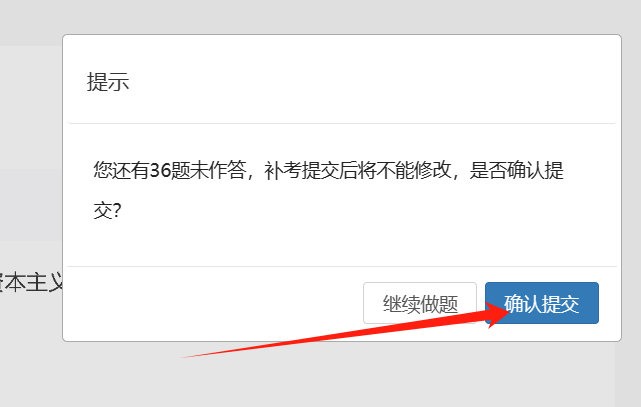 提示
您还有36题未作答，补考提交后将不能修改，是否确认提
交？
资本主义
继续做题
确认提交